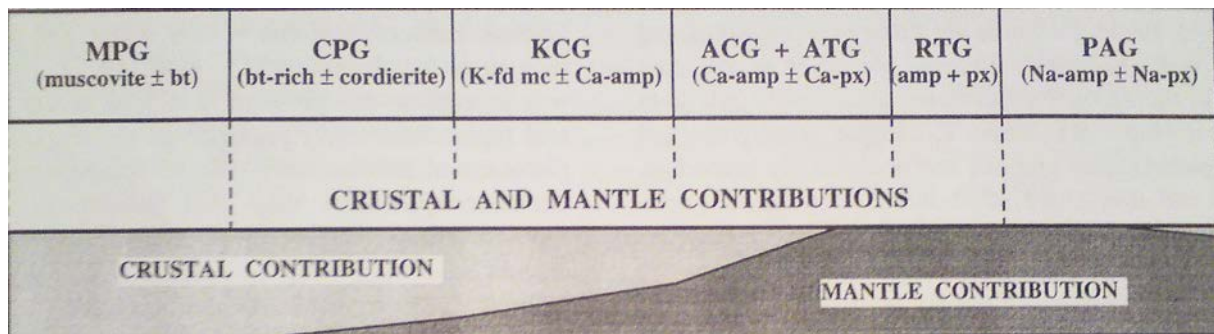 MPG
(muscovite ± bt)
CPG
(bt-rich ± cordierite)
KCG
(K-fd mc ± Ca-amp)
ACG + ATG
(Ca-amp ± Ca-px)
RTG
(amp + px)
PAG
(Na-amp ± Na-px)
CRUSTAL AND MANTLE CONTRIBUTIONS
CRUSTAL CONTRIBUTION
MANTLE CONTRIBUTION